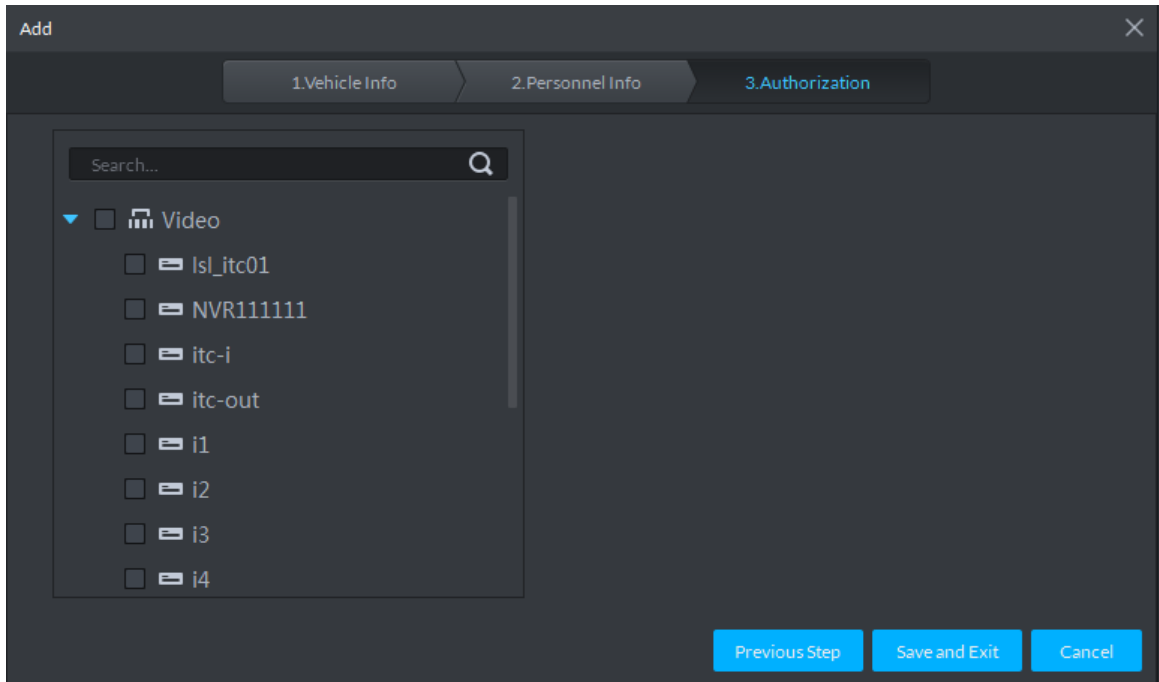 Add
1.Vehicle Info 2.Personnel Info 3.Authorization
Search...
Video
lsl_itc01
NVR111111
itc-i
itc-out
i1
i2
i3
i4
Previous Step Save and Exit Cancel